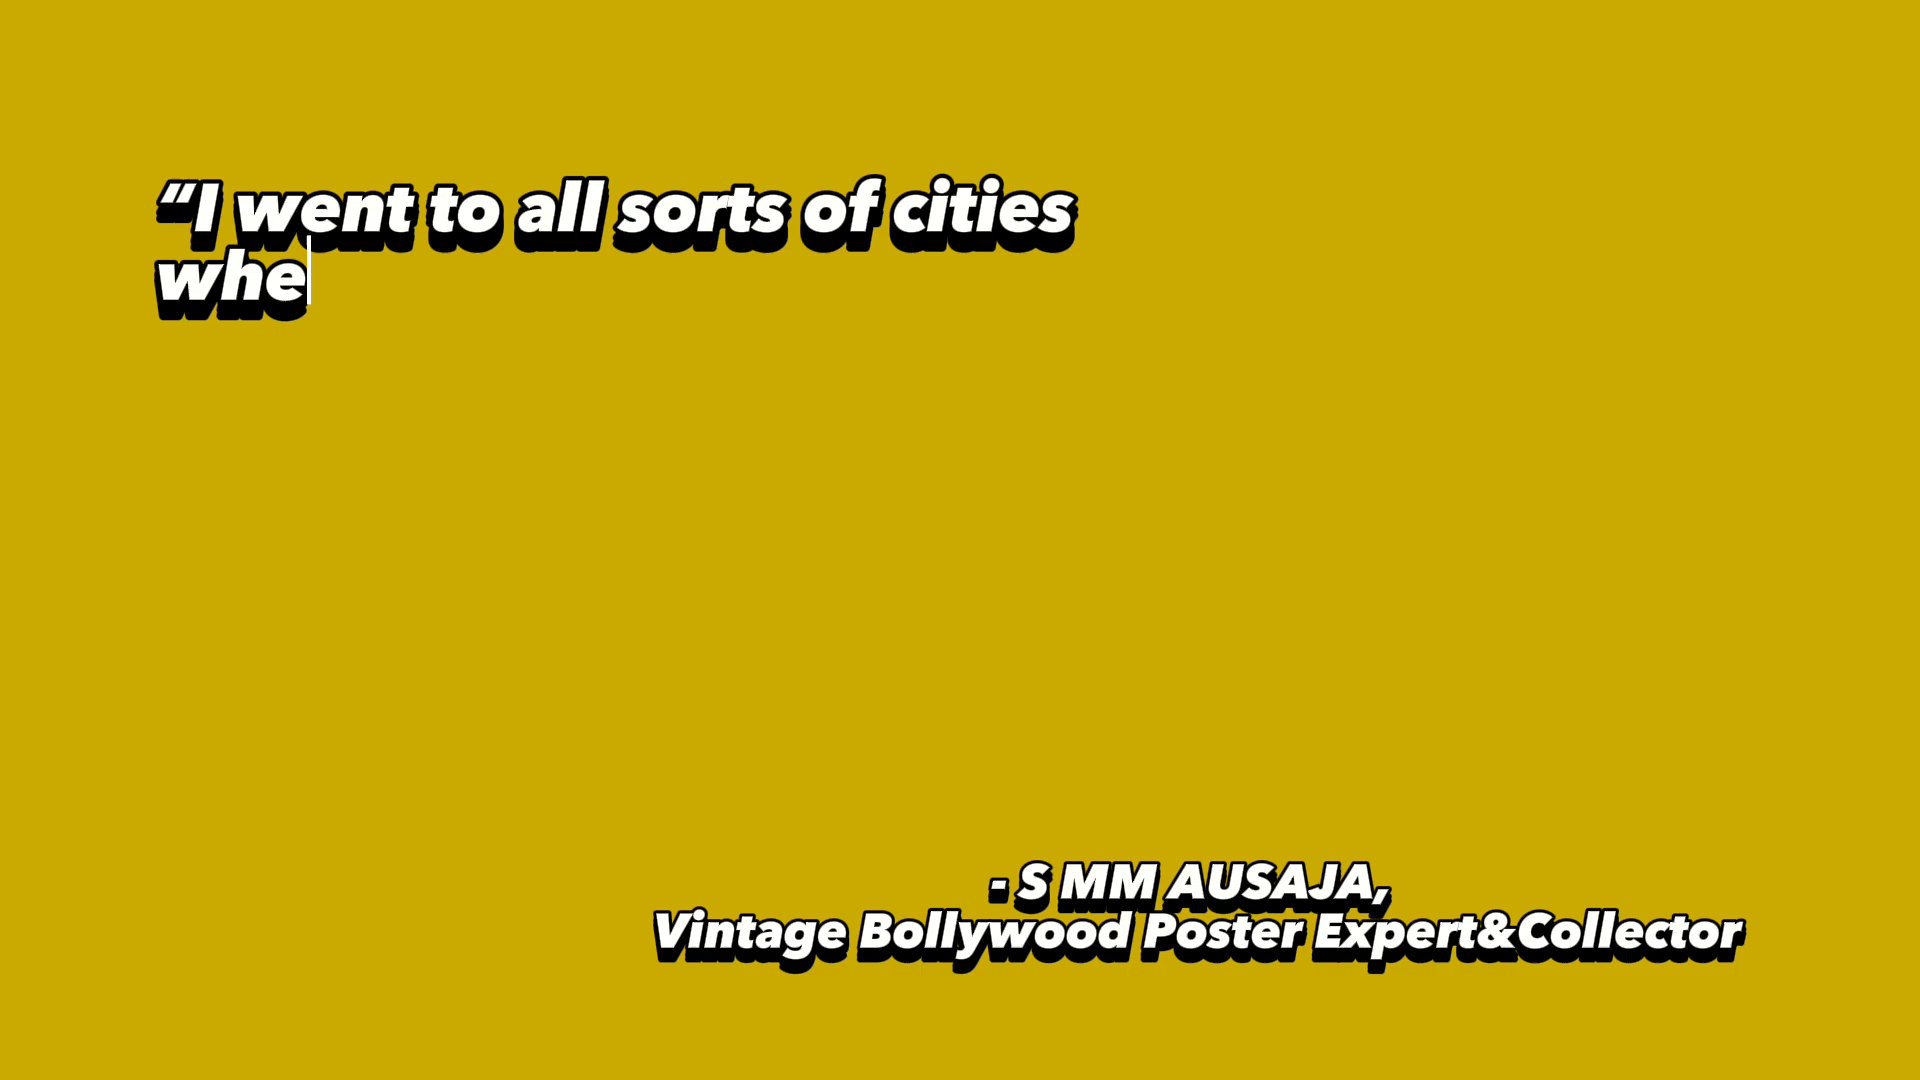 “I went to all sorts of cities
whe
- S MM AUSAJA,
Vintage Bollywood Poster Expert&Collector